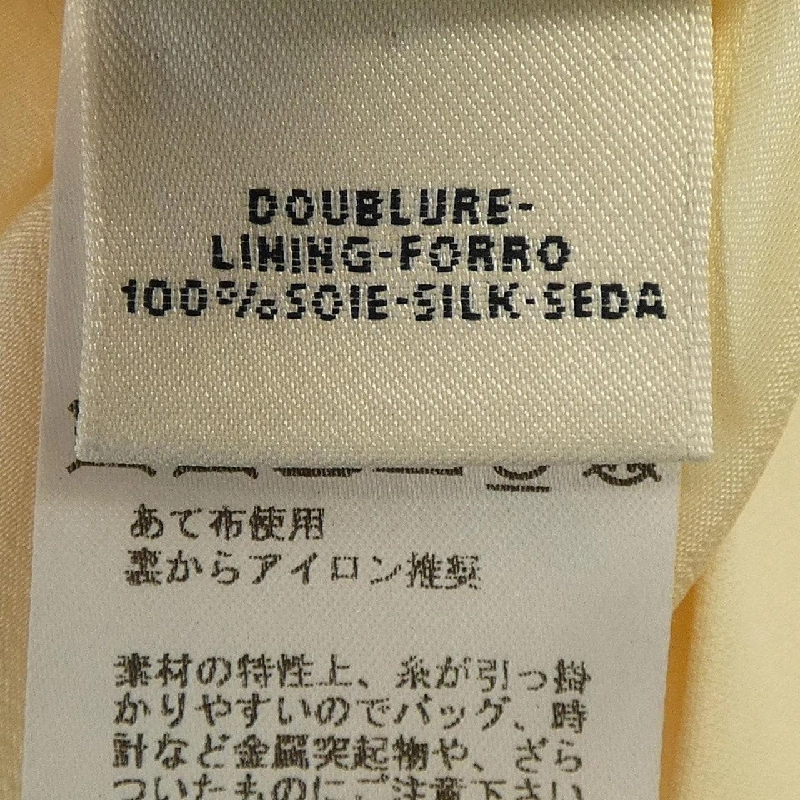 DOUBLURE-
LINING-FORRO
100%SOIE-SILK-SEDA
あて布使用
裏からアイロン推奨
素材の特性上、糸が引っ掛
かりやすいのでバッグ、時
計など金属突起物や、ざら
ついたものにご注意下さい